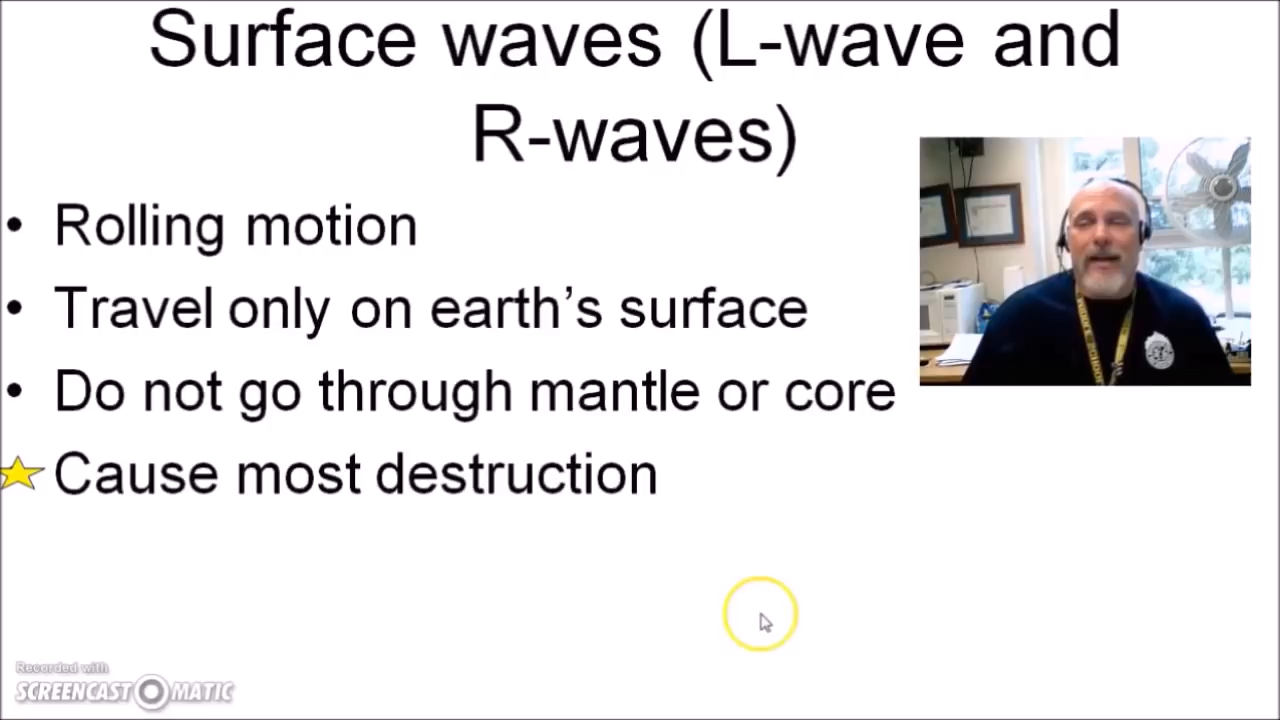 Surface waves (L-wave and
R-waves)
• Rolling motion
• Travel only on earth’s surface
• Do not go through mantle or core
Cause most destruction
Recorded with
SCREENCAST MATIC